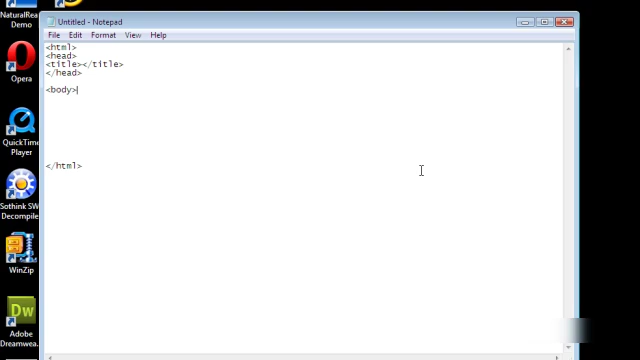 NaturalRea
Demo
Opera
QuickTime
Player
Sothink SW
Decompile
WinZip
Dw
Adobe
Dreamwea...
Untitled - Notepad
File Edit Format View Help
<html>
<head>
<title></title>
</head>
<body>
</html>